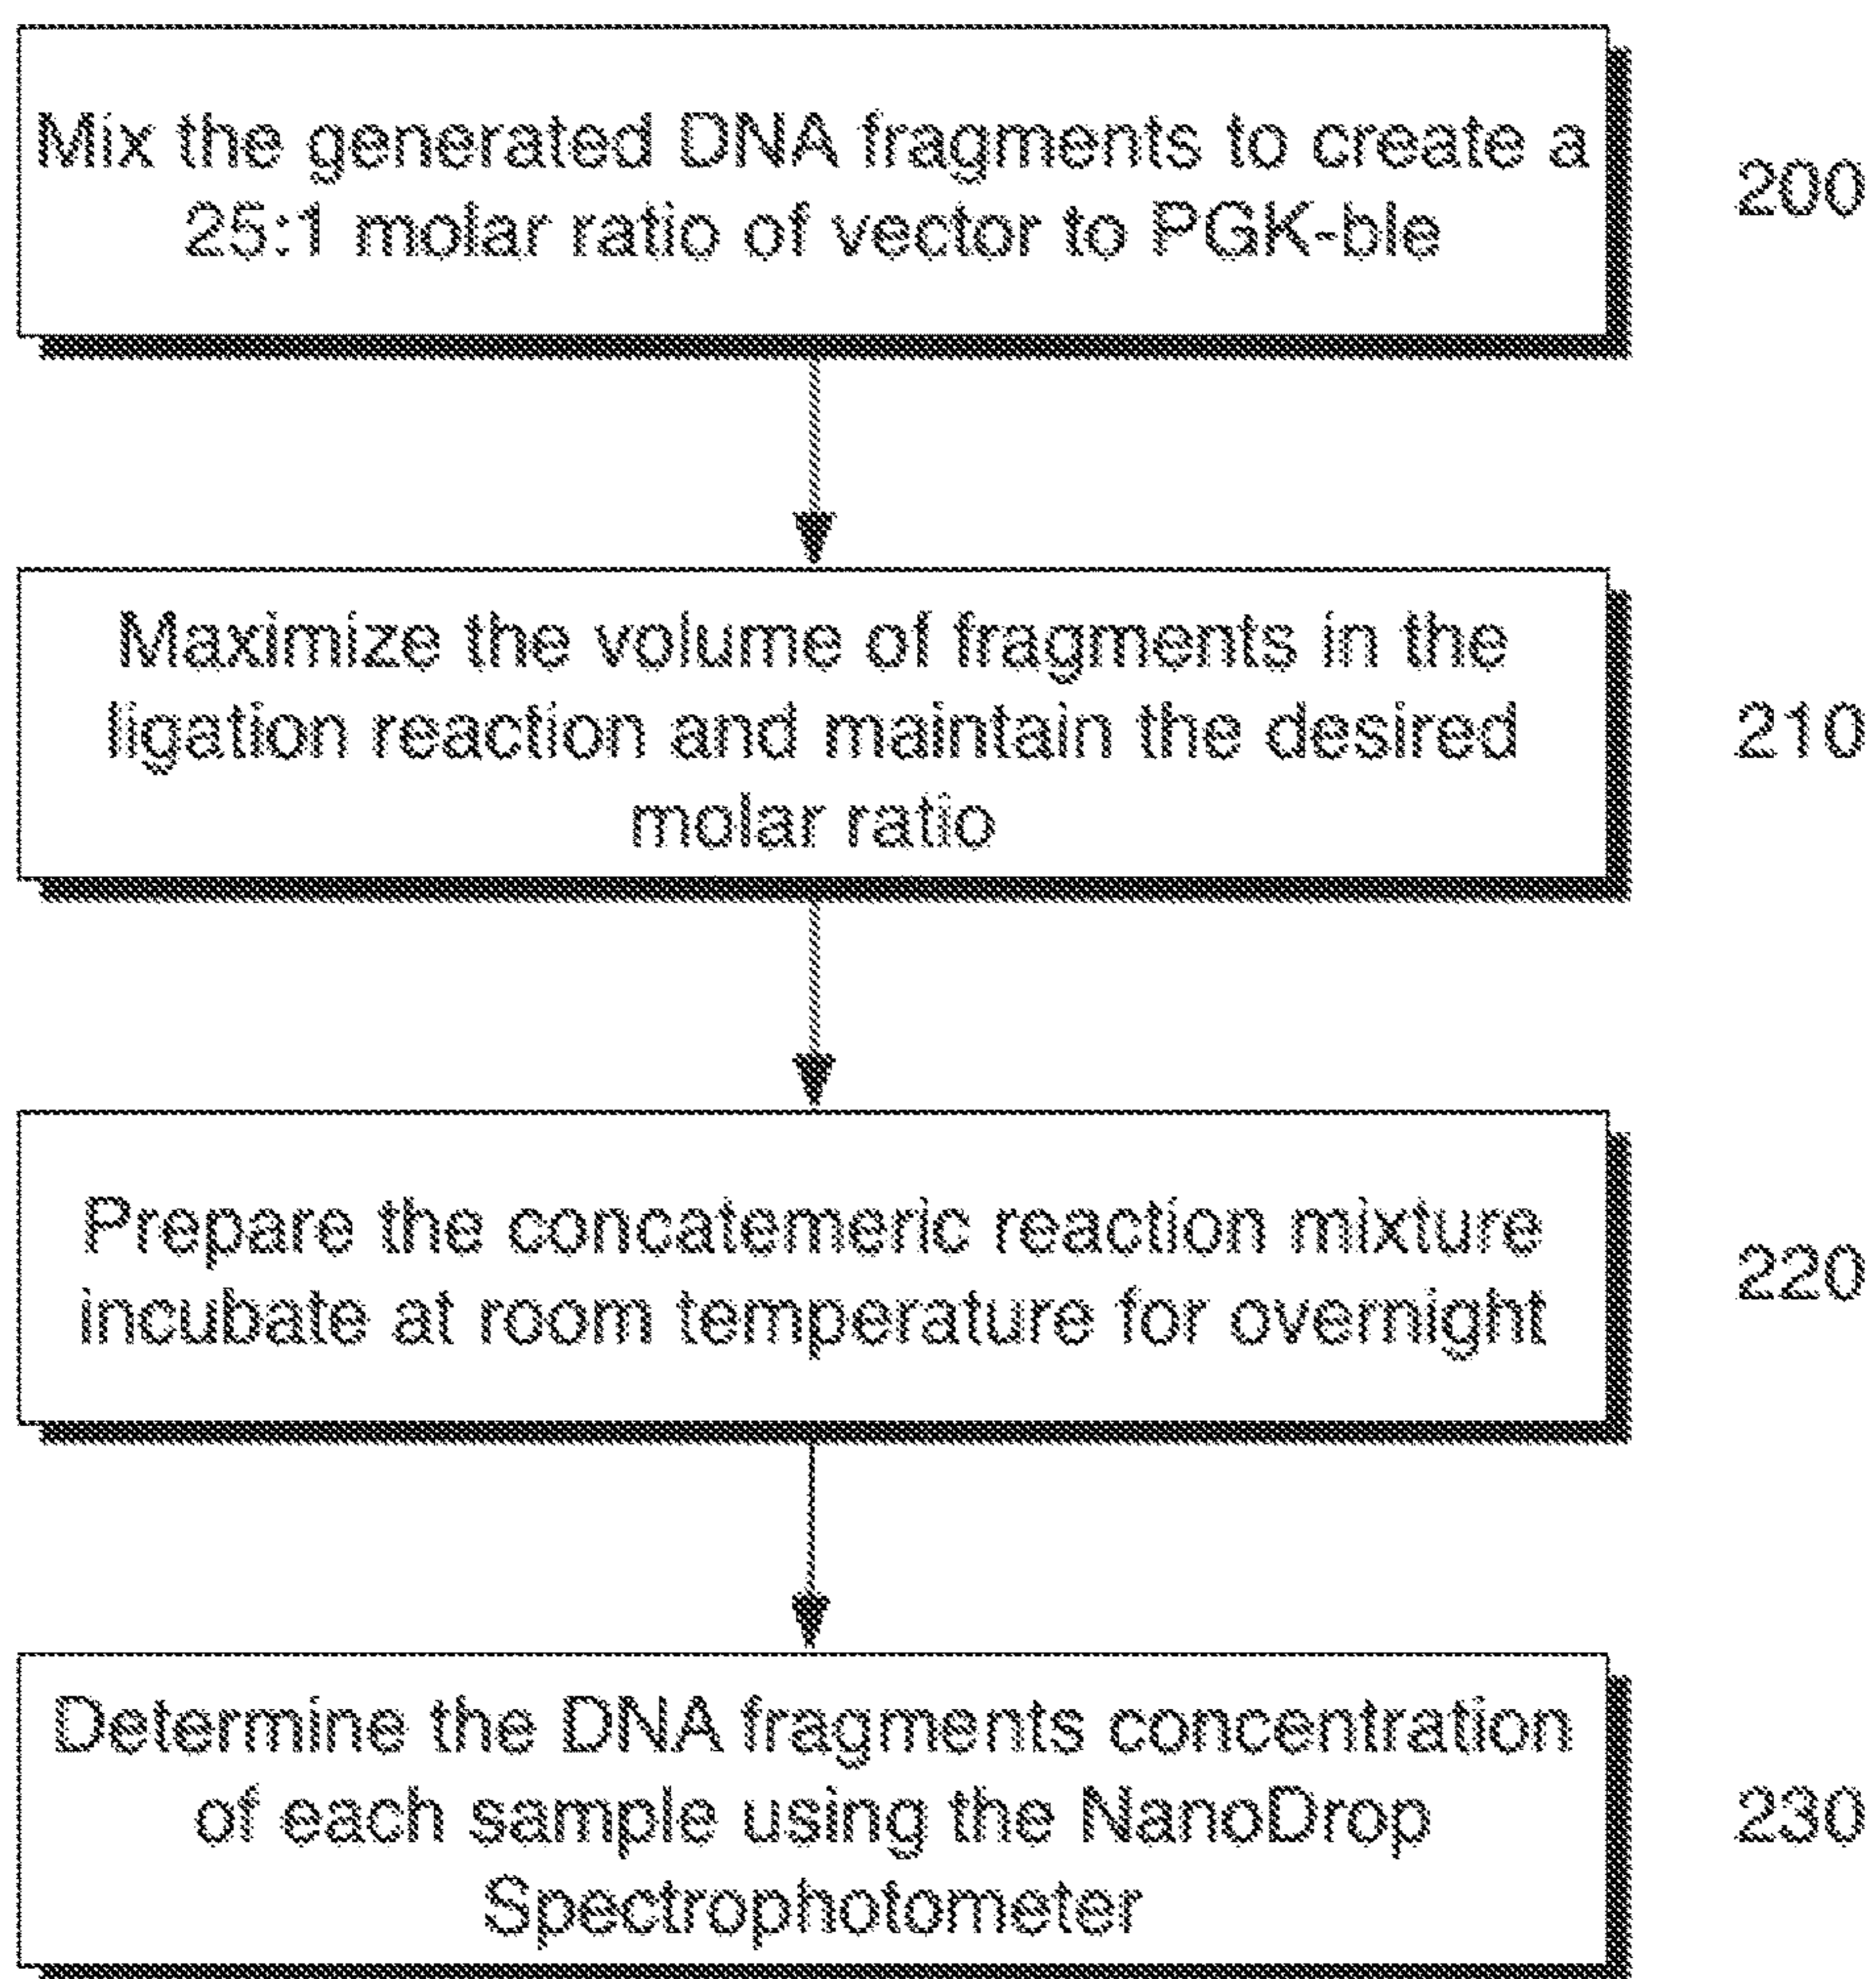 Mix the generated DNA fragments to create a
25:1 molar ratio of vector to PGK-ble
200
Maximize the volume of fragments in the
ligation reaction and maintain the desired
molar ratio
210
Prepare the concatemeric reaction mixture
incubate at room temperature for overnight
220
Determine the DNA fragments concentration
of each sample using the NanoDrop
Spectrophotometer
230